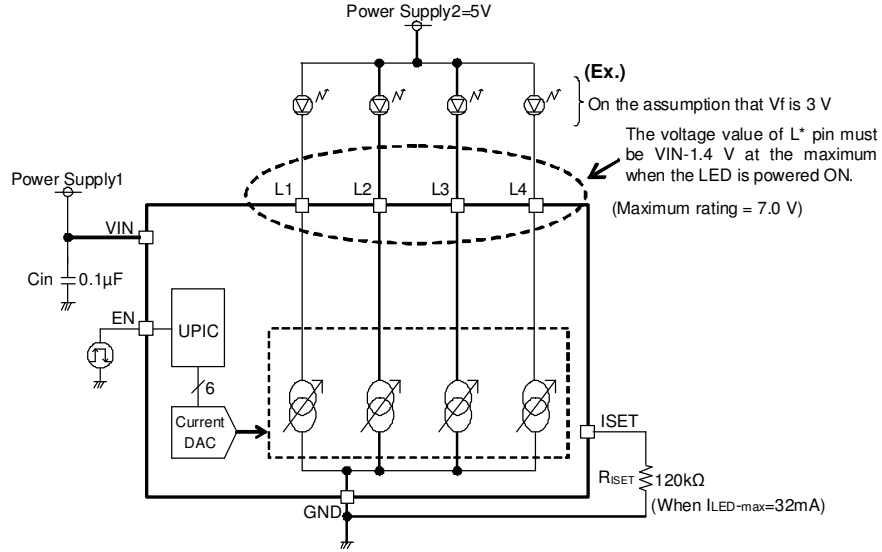 Power Supply2=5V
(Ex.)
On the assumption that Vf is 3 V
The voltage value of L* pin must
be VIN-1.4 V at the maximum
when the LED is powered ON.
(Maximum rating = 7.0 V)
Power Supply1
L1
L2
L3
L4
VIN
Cin
0.1µF
EN
UPIC
6
Current
DAC
ISET
RISET
120kΩ
(When ILED-max=32mA)
GND